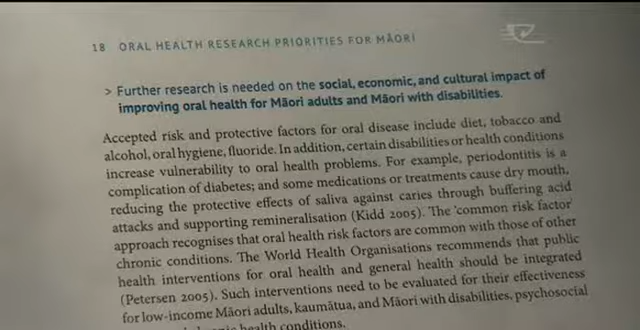 18 ORAL HEALTH RESEARCH PRIORITIES FOR MĀORI
> Further research is needed on the social, economic, and cultural impact of
improving oral health for Māori adults and Māori with disabilities.
Accepted risk and protective factors for oral disease include diet, tobacco and
alcohol, oral hygiene, fluoride. In addition, certain disabilities or health conditions
increase vulnerability to oral health problems. For example, periodontitis is a
complication of diabetes; and some medications or treatments cause dry mouth,
reducing the protective effects of saliva against caries through buffering acid
attacks and supporting remineralisation (Kidd 2005). The 'common risk factor'
approach recognises that oral health risk factors are common with those of other
chronic conditions. The World Health Organisations recommends that public
health interventions for oral and general health should be integrated
(Petersen 2005). Such interventions need to be evaluated for their effectiveness
for low-income Māori adults, kaumātua, and Māori with disabilities, psychosocial
health conditions.